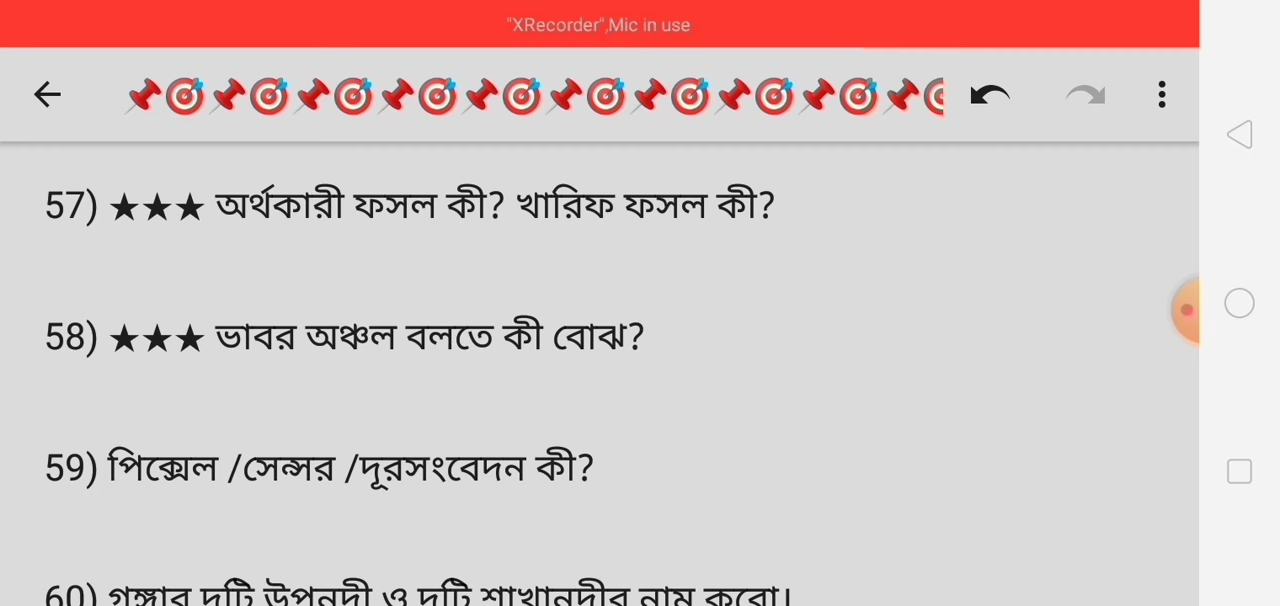 "XRecorder",Mic in use
57) ★★★ অর্থকারী ফসল কী? খারিফ ফসল কী?
58) ★★★ ভাবর অঞ্চল বলতে কী বোঝ?
59) পিক্সেল /সেন্সর /দূরসংবেদন কী?
60) গঙ্গার দুটি উপনদী ও দুটি শাখানদীর নাম করো।